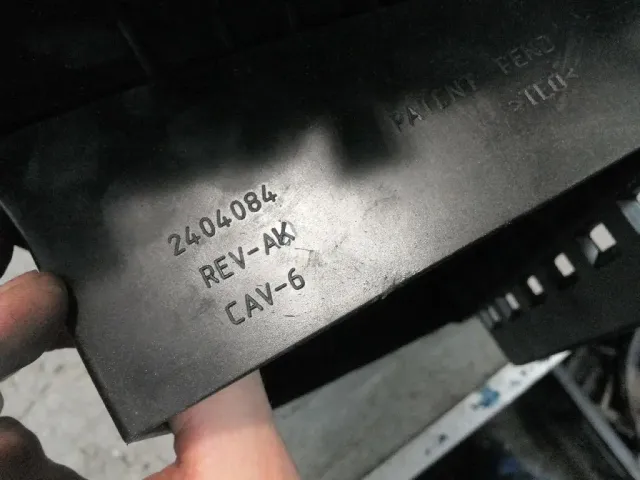 PATENT PEND
2404084
REV-AK
CAV-6